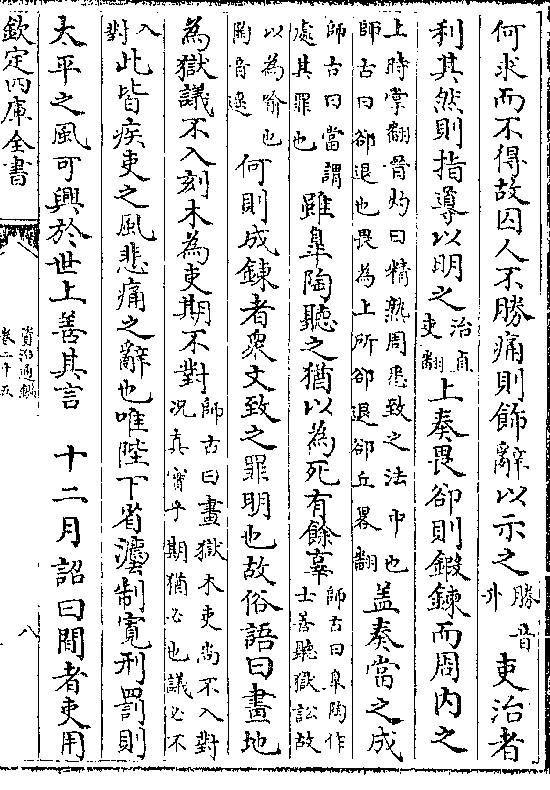 何求而不得故囚人不勝痛則飾辭以示之勝音升吏治者
利其然則指導以明之治直吏翻上奏畏卻則鍛鍊而周内之
上時掌翻晉灼曰精熟周悉致之法中也師古曰卻退也畏為上所卻退卻丘畧翻盖奏當之成
師古曰當謂處其罪也雖臯陶聽之猶以為死有餘辜師古曰臯陶作士善聽獄訟故
以為喻也陶音遥何則成鍊者衆文致之罪明也故俗語曰畫地
為獄議不入刻木為吏期不對師古曰畫獄木吏尚不入對况真實乎期猶必也議必不
入對此皆疾吏之風悲痛之辭也唯陛下省灋制寛刑罰則
太平之風可興於世上善其言　十二月詔曰間者吏用
欽定四庫全書
資治通鑑
卷二十五
八